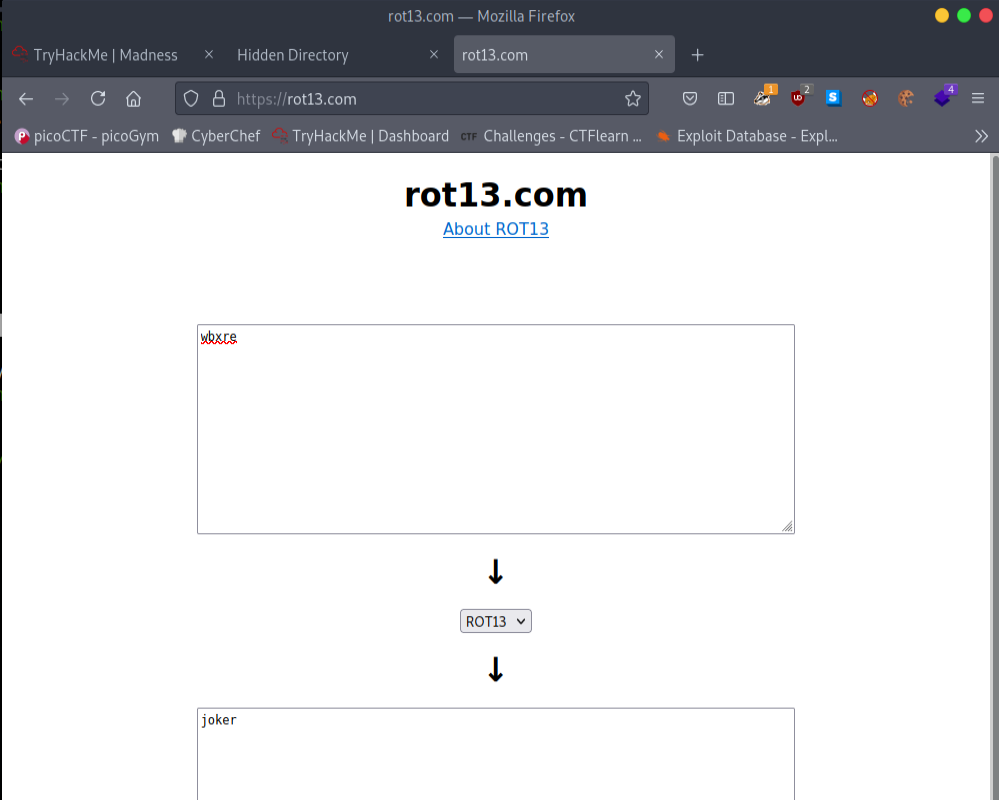 rot13.com — Mozilla Firefox
TryHackMe | Madness × Hidden Directory × rot13.com × +
https://rot13.com 1 2 S 4
picoCTF - picoGym CyberChef TryHackMe | Dashboard CTF Challenges - CTFlearn ... Exploit Database - Expl...
rot13.com
About ROT13
wbxre
↓
ROT13
↓
joker